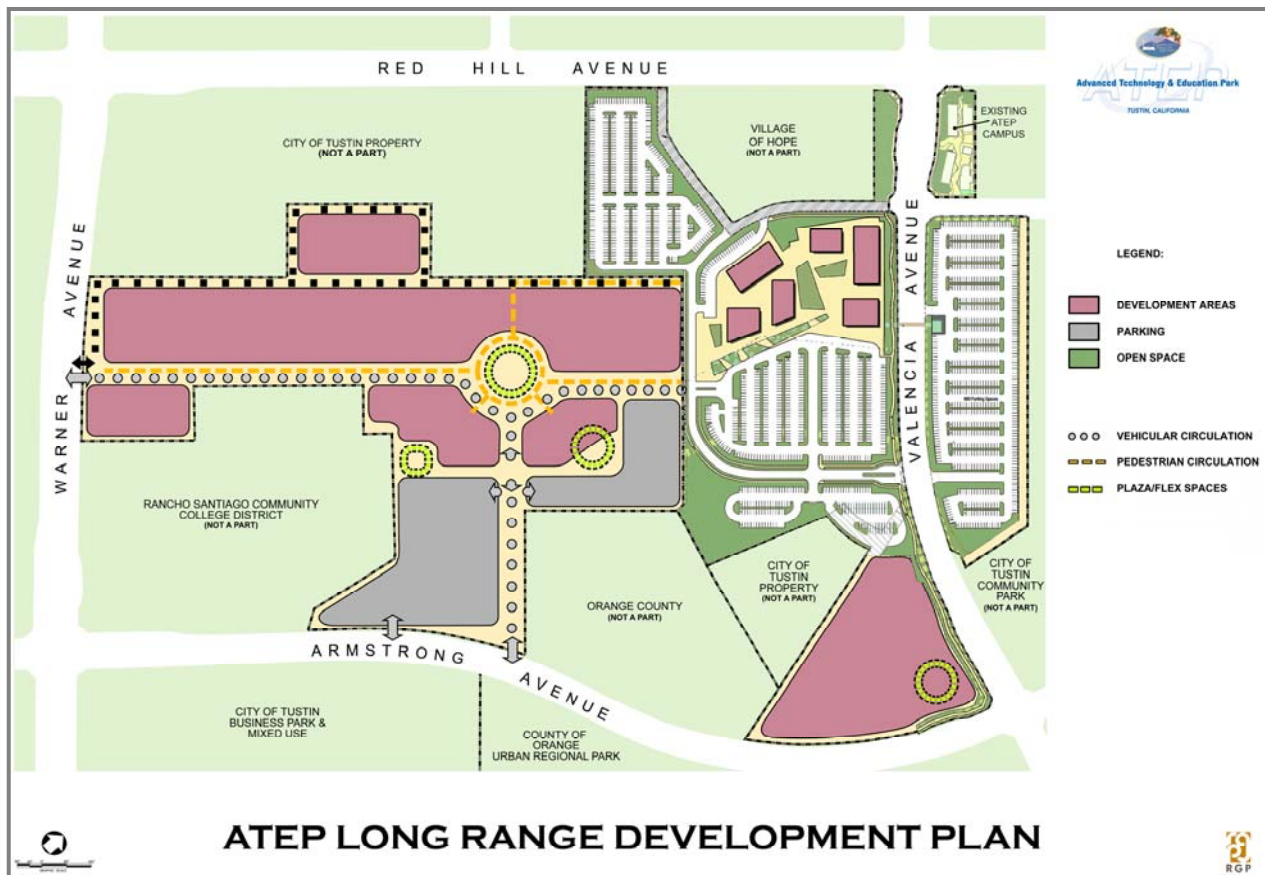 RED HILL AVENUE
Advanced Technology & Education Park
ATEP
TUSTIN, CALIFORNIA
EXISTING
ATEP
CAMPUS
CITY OF TUSTIN PROPERTY
(NOT A PART)
VILLAGE
OF HOPE
(NOT A PART)
WARNER AVENUE
VALENCIA AVENUE
LEGEND:
DEVELOPMENT AREAS
PARKING
OPEN SPACE
VEHICULAR CIRCULATION
PEDESTRIAN CIRCULATION
PLAZA/FLEX SPACES
RANCHO SANTIAGO COMMUNITY
COLLEGE DISTRICT
(NOT A PART)
ORANGE COUNTY
(NOT A PART)
CITY OF
TUSTIN
PROPERTY
(NOT A PART)
CITY OF
TUSTIN
COMMUNITY
PARK
(NOT A PART)
ARMSTRONG AVENUE
CITY OF TUSTIN
BUSINESS PARK &
MIXED USE
COUNTY OF
ORANGE
URBAN REGIONAL PARK
ATEP LONG RANGE DEVELOPMENT PLAN
RGP